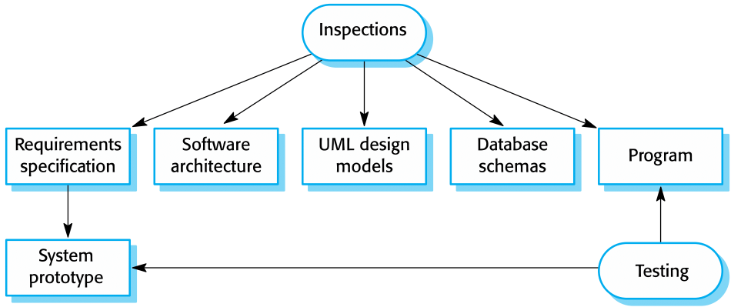 Inspections
Requirements
specification
Software
architecture
UML design
models
Database
schemas
Program
System
prototype
Testing